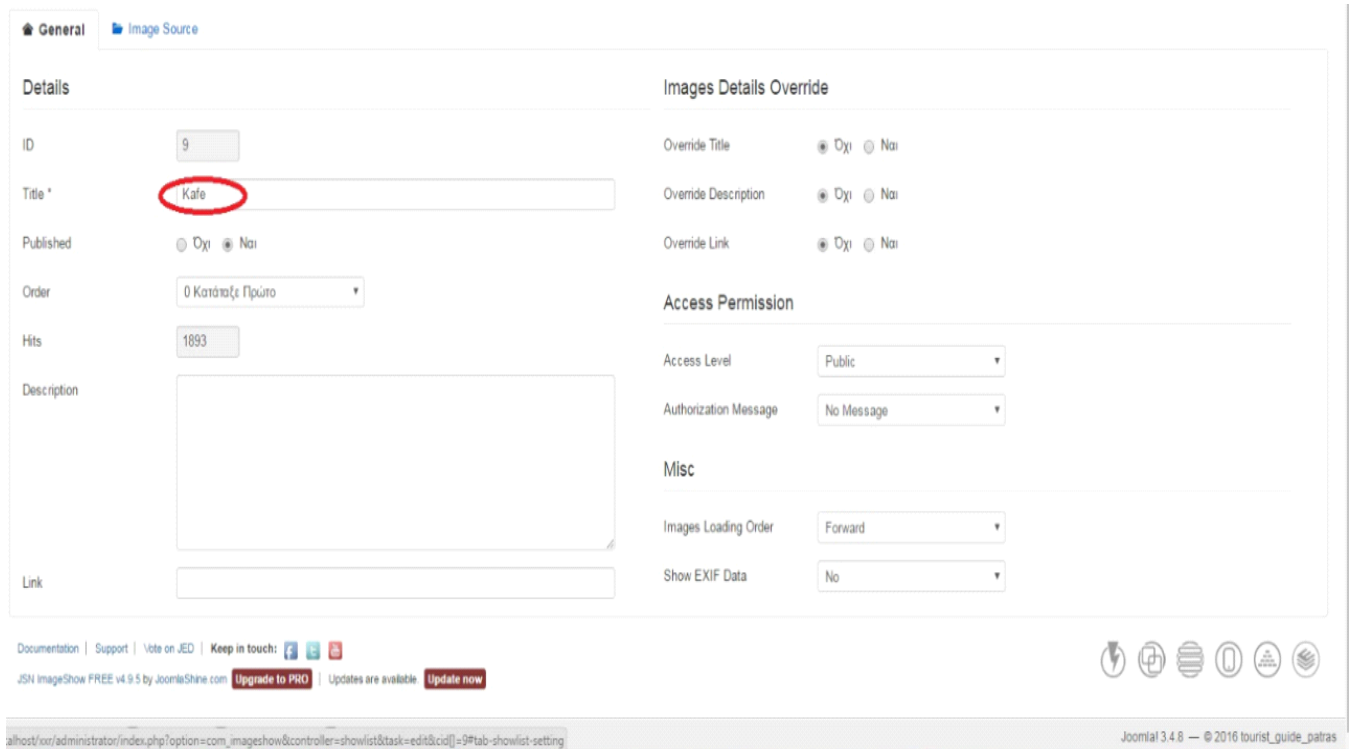 General Image Source
Details
ID 9
Title * Kafe
Published Όχι Ναι
Order 0 Κατάταξε Πρώτο
Hits 1893
Description
Link
Images Details Override
Override Title Όχι Ναι
Override Description Όχι Ναι
Override Link Όχι Ναι
Access Permission
Access Level Public
Authorization Message No Message
Misc
Images Loading Order Forward
Show EXIF Data No
Documentation | Support | Vote on JED | Keep in touch:
JSN ImageShow FREE v4.9.5 by JoomlaShine.com Upgrade to PRO | Updates are available. Update now
alhost/xxr/administrator/index.php?option=com_imageshow&controller=showlist&task=edit&cid[]=9#tab-showlist-setting
Joomla! 3.4.8 — © 2016 tourist_guide_patras